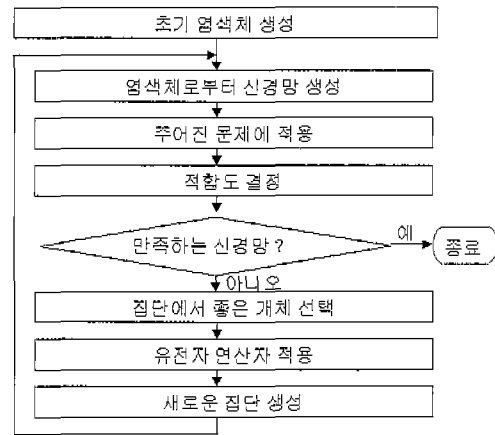 초기 염색체 생성
염색체로부터 신경망 생성
주어진 문제에 적용
적합도 결정
만족하는 신경망 ?
예
종료
아니오
집단에서 좋은 개체 선택
유전자 연산자 적용
새로운 집단 생성